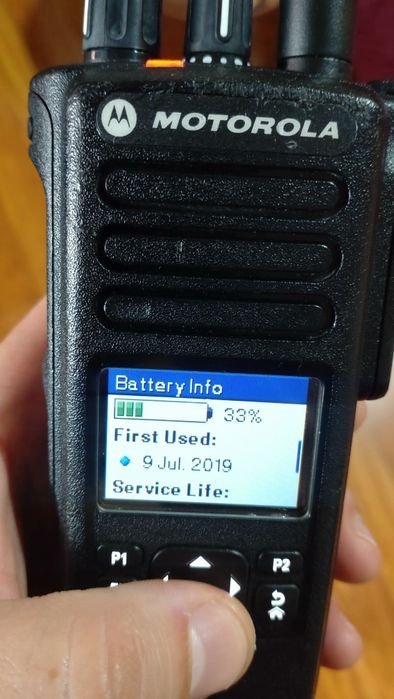 MOTOROLA
Battery Info
33%
First Used:
9 Jul. 2019
Service Life:
P1
P2